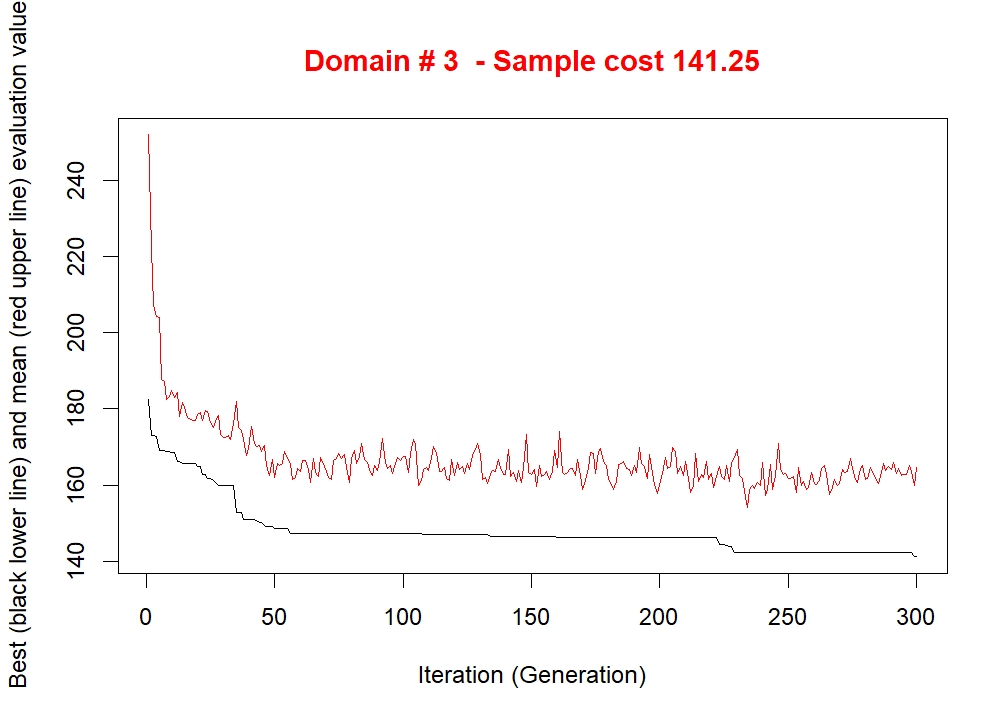 Domain # 3  - Sample cost 141.25
Best (black lower line) and mean (red upper line) evaluation value
240
220
200
180
160
140
0 50 100 150 200 250 300
Iteration (Generation)